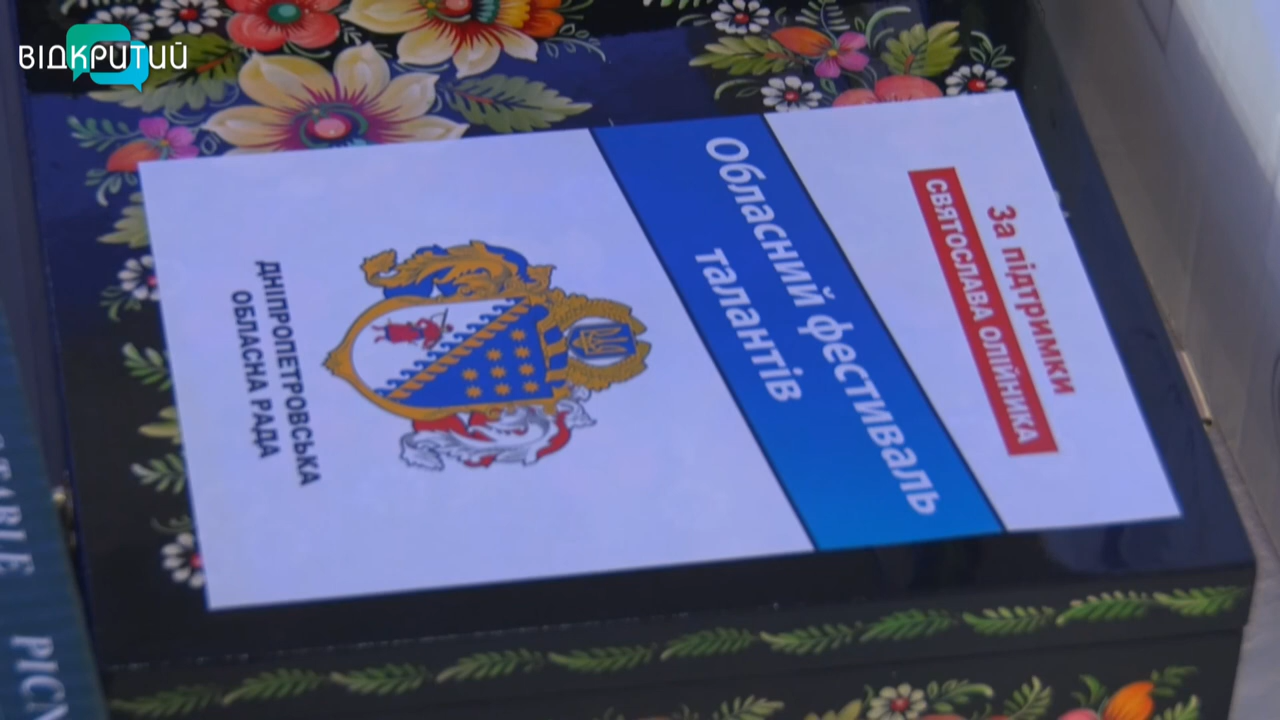 ВІДКРИТИЙ
ДНІПРОПЕТРОВСЬКА
ОБЛАСНА РАДА
Обласний фестиваль
талантів
За підтримки
СВЯТОСЛАВА ОЛІЙНИКА